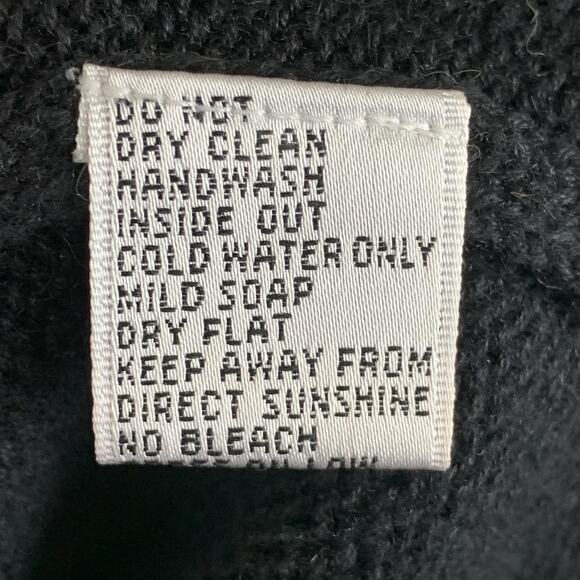 DO NOT
DRY CLEAN
HANDWASH
INSIDE OUT
COLD WATER ONLY
MILD SOAP
DRY FLAT
KEEP AWAY FROM
DIRECT SUNSHINE
NO BLEACH